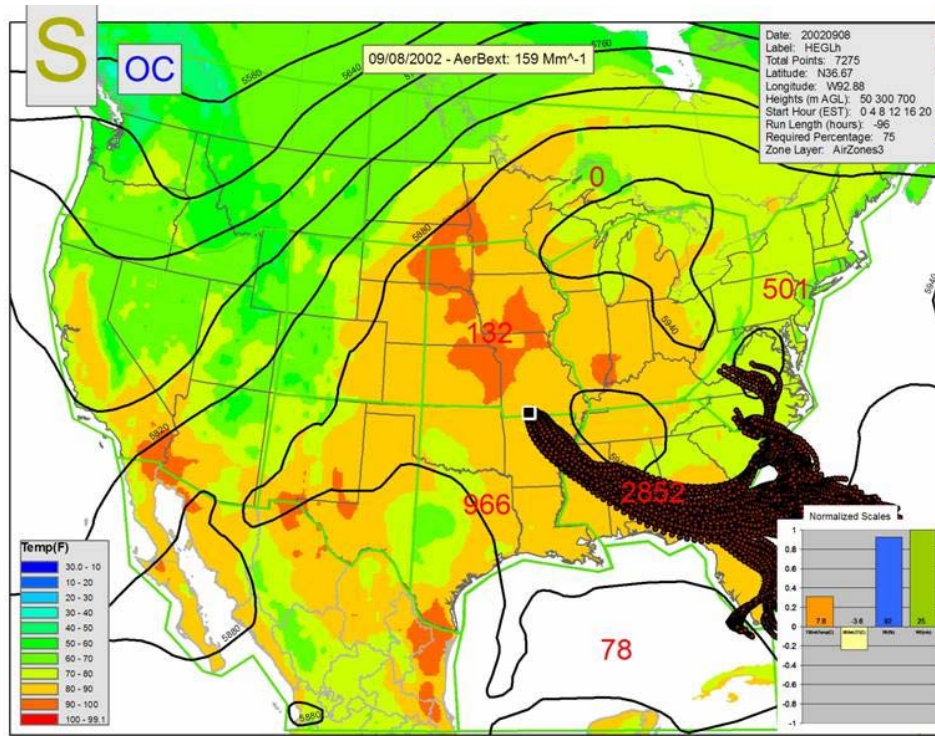 S
OC
09/08/2002 - AerBext: 159 Mm^-1
Date: 20020908
Label: HEGLh
Total Points: 7275
Latitude: N36.67
Longitude: W92.88
Heights (m AGL): 50 300 700
Start Hour (EST): 0 4 8 12 16 20
Run Length (hours): -96
Required Percentage: 75
Zone Layer: AirZones3
5760
5760
5640
5560
5880
0
501
5940
5940
132
5920
966
2852
78
5880
5880
Temp(F)
30.0 - 10
10 - 20
20 - 30
30 - 40
40 - 50
50 - 60
60 - 70
70 - 80
80 - 90
90 - 100
100 - 99.1
Normalized Scales
1
0.8
0.6
0.4
0.2
0
-0.2
-0.4
-0.6
-0.8
-1
7.8
-3.6
92
25.